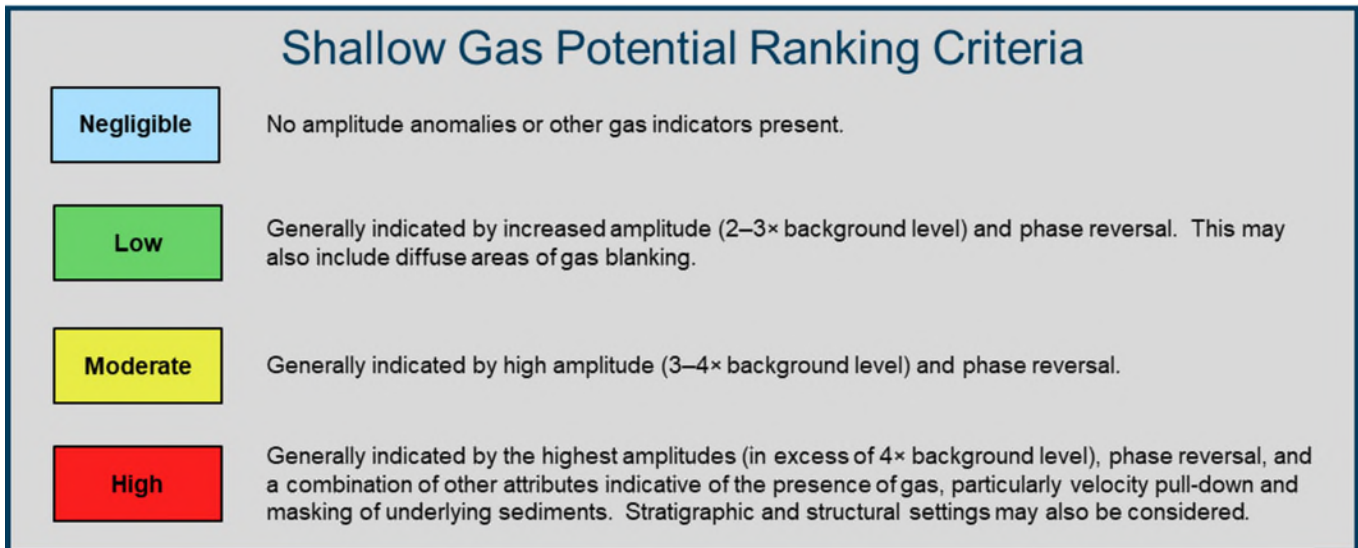 Shallow Gas Potential Ranking Criteria
Negligible
No amplitude anomalies or other gas indicators present.
Low
Generally indicated by increased amplitude (2–3× background level) and phase reversal. This may
also include diffuse areas of gas blanking.
Moderate
Generally indicated by high amplitude (3–4× background level) and phase reversal.
High
Generally indicated by the highest amplitudes (in excess of 4× background level), phase reversal, and
a combination of other attributes indicative of the presence of gas, particularly velocity pull-down and
masking of underlying sediments. Stratigraphic and structural settings may also be considered.